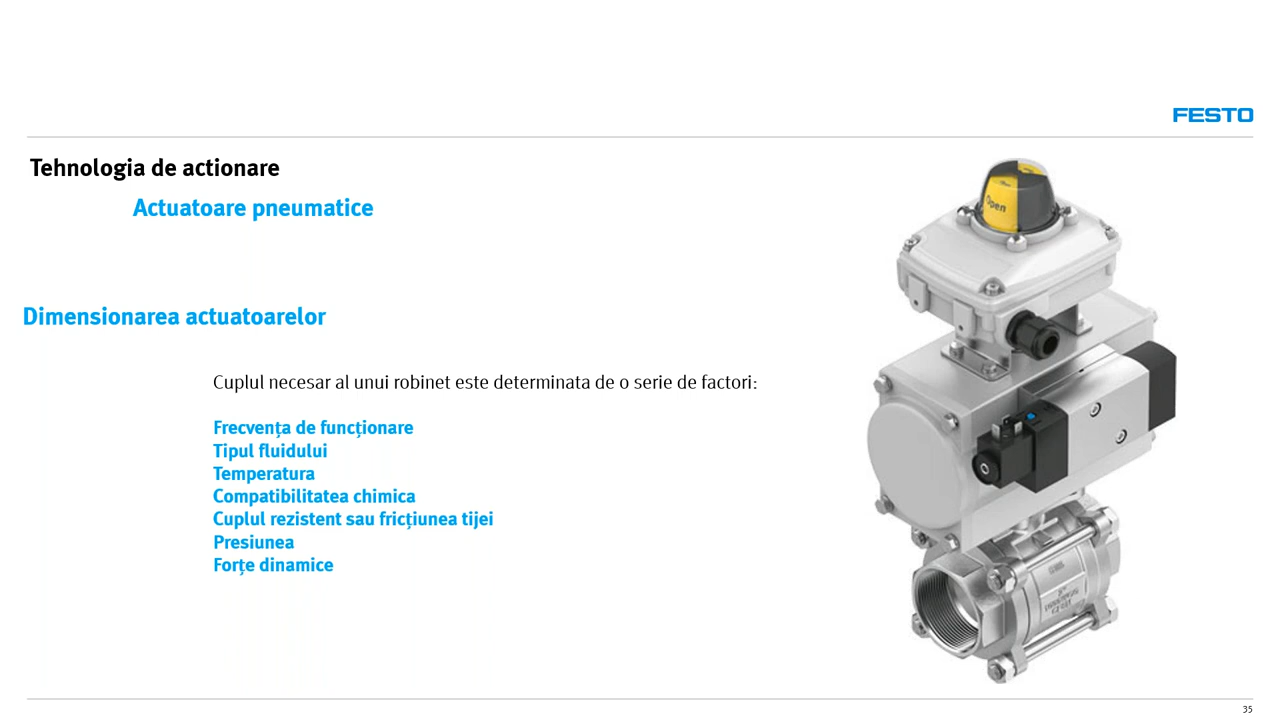 FESTO
Tehnologia de actionare
Actuatoare pneumatice
Open
Dimensionarea actuatoarelor
Cuplul necesar al unui robinet este determinata de o serie de factori:
Frecvența de funcționare
Tipul fluidului
Temperatura
Compatibilitatea chimica
Cuplul rezistent sau fricțiunea tijei
Presiunea
Forțe dinamice
35